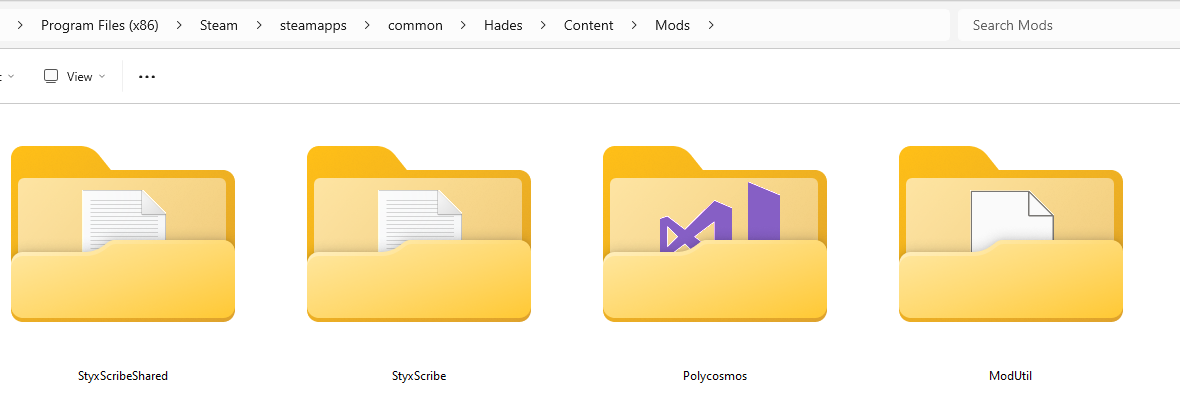 Program Files (x86) > Steam > steamapps > common > Hades > Content > Mods >
Search Mods
View
StyxScribeShared
StyxScribe
Polycosmos
ModUtil